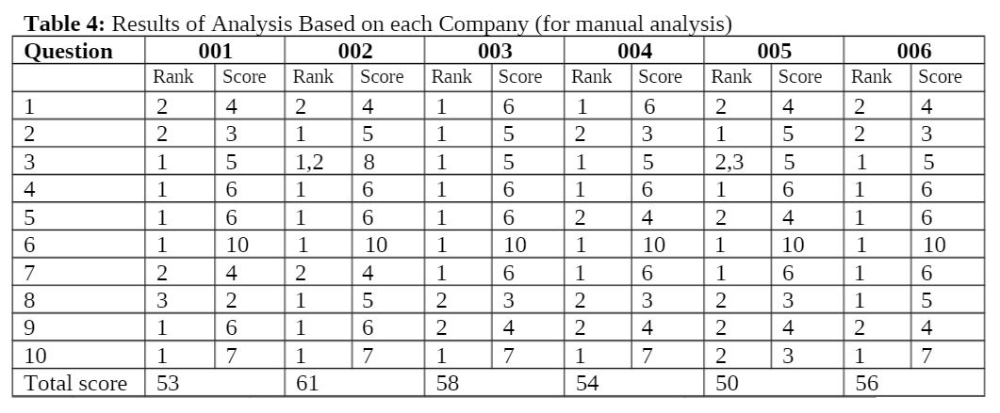 Table 4: Results of Analysis Based on each Company (for manual analysis)
Question 001 002 003 004 005 006
Rank Score Rank Score Rank Score Rank Score Rank Score Rank Score
1 2 4 2 4 1 6 1 6 2 4 2 4
2 2 3 1 5 1 5 2 3 1 5 2 3
3 1 5 1,2 8 1 5 1 5 2,3 5 1 5
4 1 6 1 6 1 6 1 6 1 6 1 6
5 1 6 1 6 1 6 2 4 2 4 1 6
6 1 10 1 10 1 10 1 10 1 10 1 10
7 2 4 2 4 1 6 1 6 1 6 1 6
8 3 2 1 5 2 3 2 3 2 3 1 5
9 1 6 1 6 2 4 2 4 2 4 2 4
10 1 7 1 7 1 7 1 7 2 3 1 7
Total score 53 61 58 54 50 56